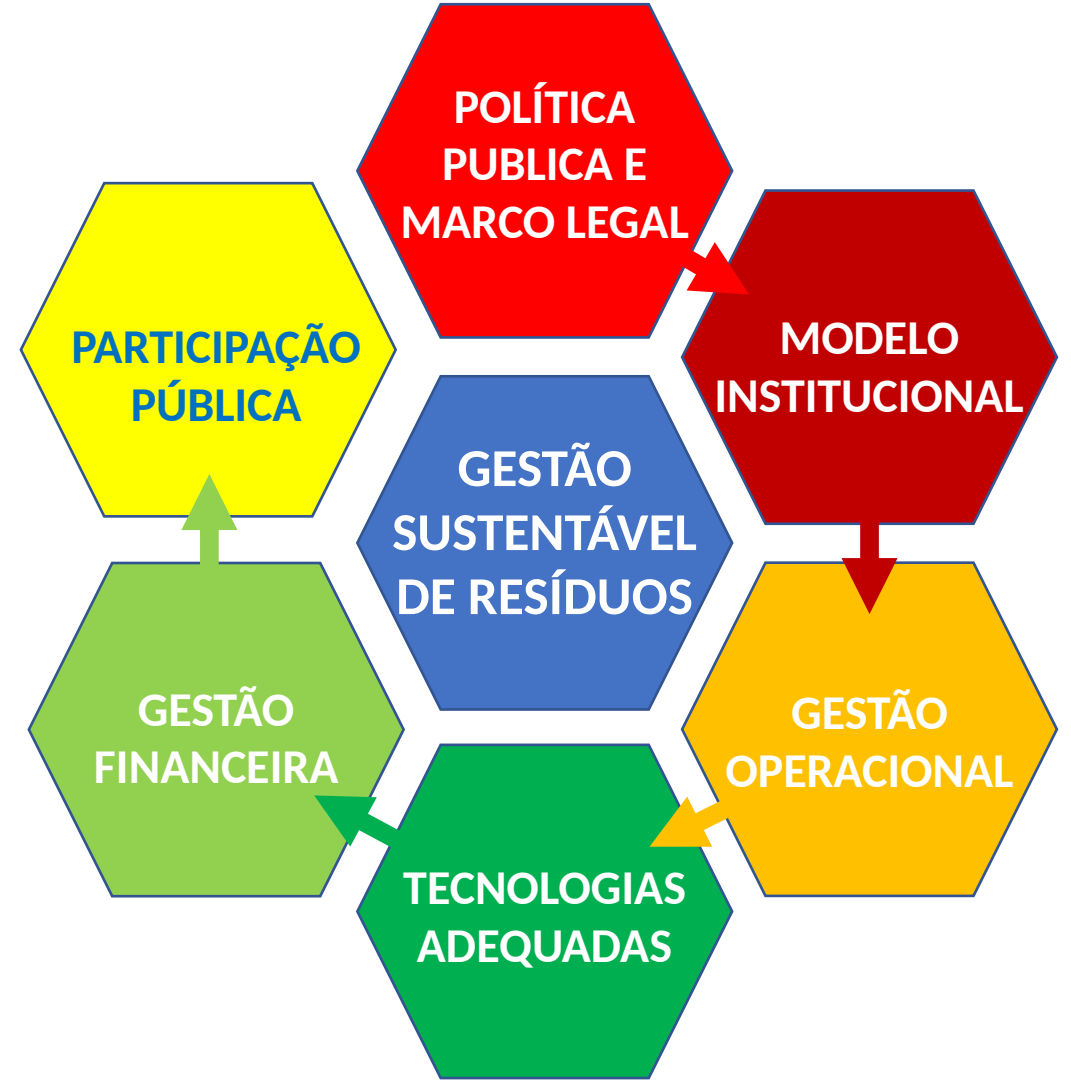 POLÍTICA
PUBLICA E
MARCO LEGAL
MODELO
INSTITUCIONAL
GESTÃO
OPERACIONAL
TECNOLOGIAS
ADEQUADAS
GESTÃO
FINANCEIRA
PARTICIPAÇÃO
PÚBLICA
GESTÃO
SUSTENTÁVEL
DE RESÍDUOS